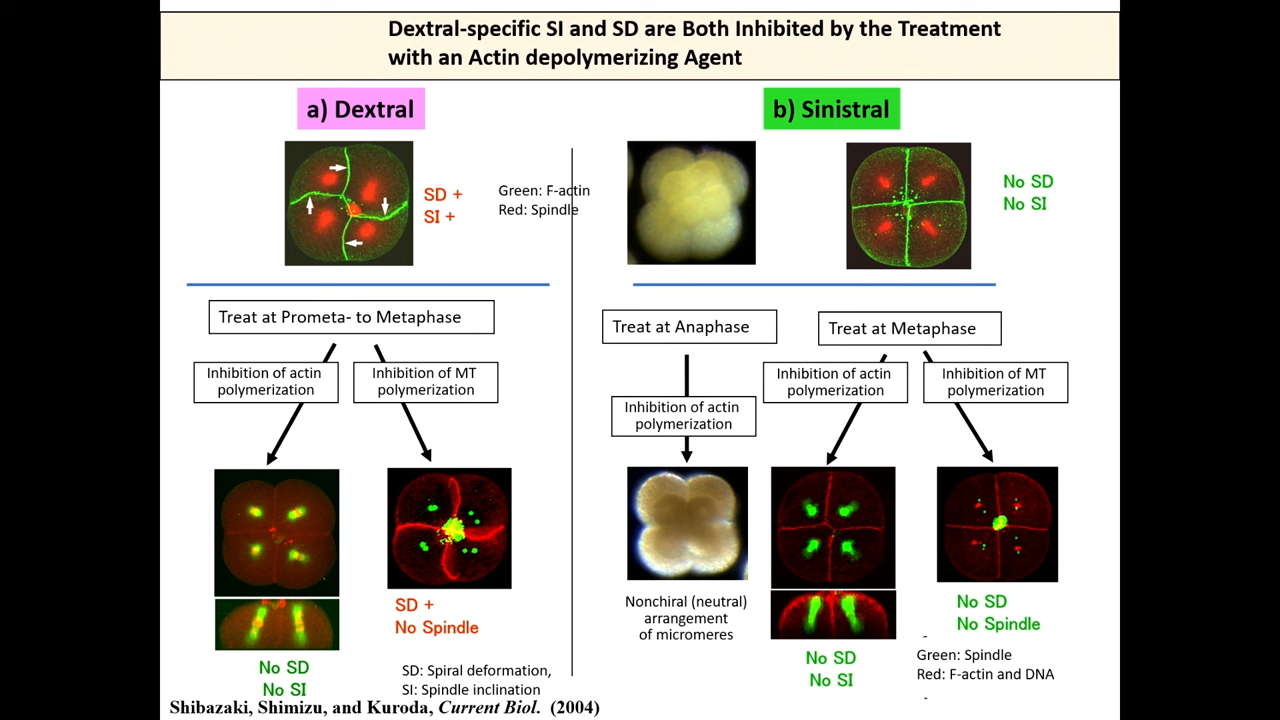 Dextral-specific SI and SD are Both Inhibited by the Treatment
with an Actin depolymerizing Agent
a) Dextral
SD +
SI +
Green: F-actin
Red: Spindle
Treat at Prometa- to Metaphase
Inhibition of actin
polymerization
Inhibition of MT
polymerization
No SD
No SI
SD +
No Spindle
SD: Spiral deformation,
SI: Spindle inclination
b) Sinistral
No SD
No SI
Treat at Anaphase
Inhibition of actin
polymerization
Nonchiral (neutral)
arrangement
of micromeres
Treat at Metaphase
Inhibition of actin
polymerization
Inhibition of MT
polymerization
No SD
No SI
No SD
No Spindle
Green: Spindle
Red: F-actin and DNA
Shibazaki, Shimizu, and Kuroda, Current Biol. (2004)